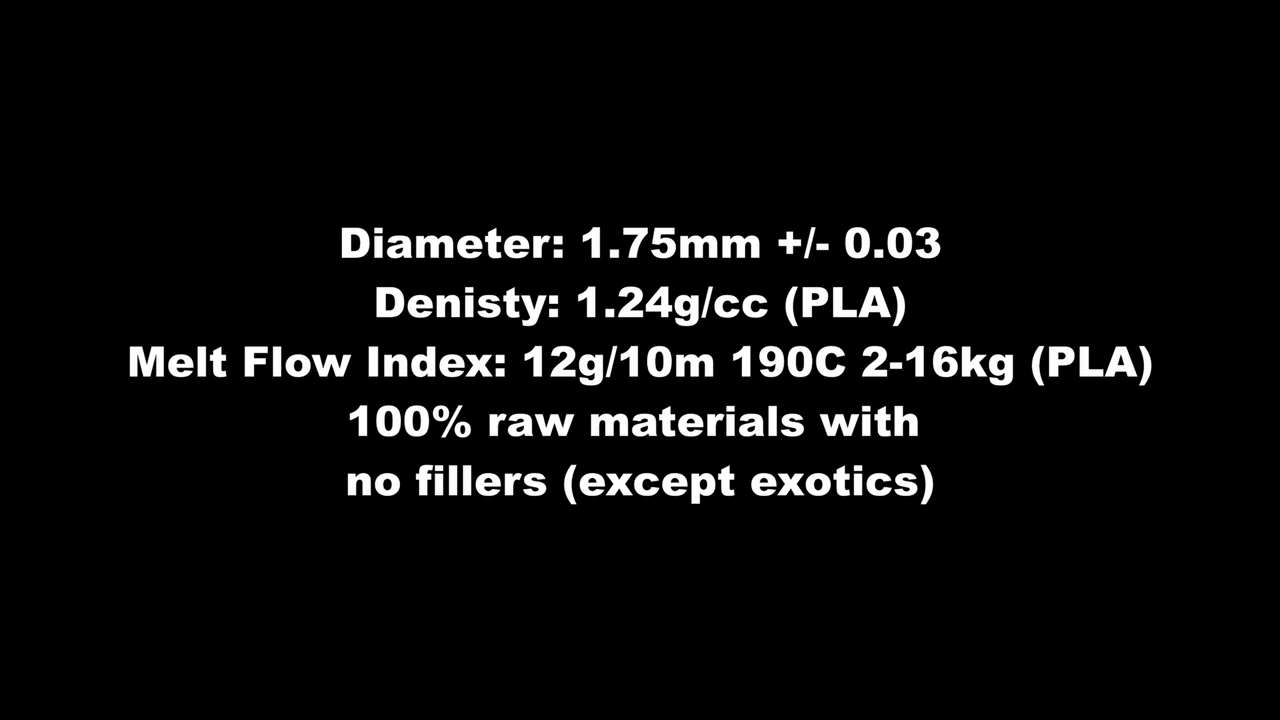 Diameter: 1.75mm +/- 0.03
Denisty: 1.24g/cc (PLA)
Melt Flow Index: 12g/10m 190C 2-16kg (PLA)
100% raw materials with
no fillers (except exotics)